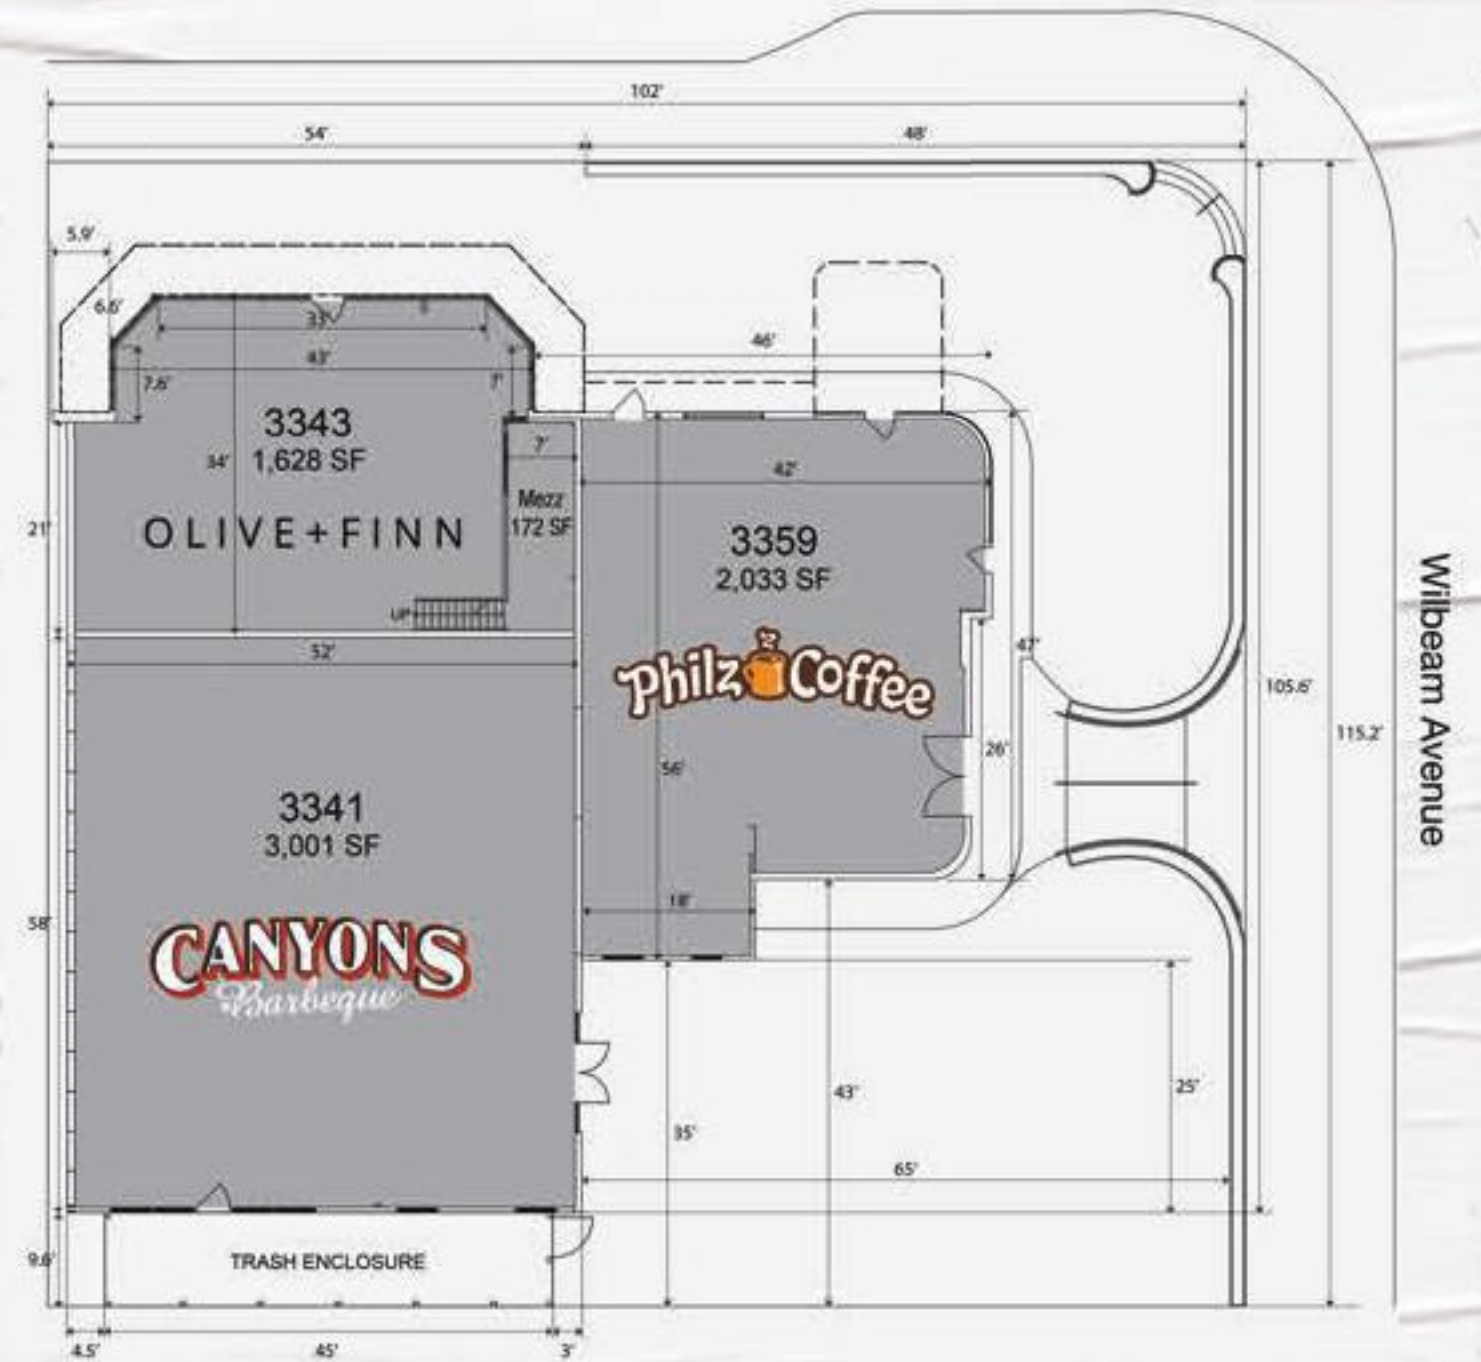 102'
54'
48'
5.9'
6.6'
33'
46'
43'
7.6'
7'
3343
7'
34'
1,628 SF
42'
Mezz
21'
172 SF
OLIVE+FINN
3359
2,033 SF
UP
52'
47'
Philz Coffee
105.6'
115.2'
Wilbeam Avenue
26'
56'
3341
3,001 SF
18'
58'
CANYONS
Barbeque
25'
43'
35'
65'
9.6'
TRASH ENCLOSURE
4.5'
45'
3'